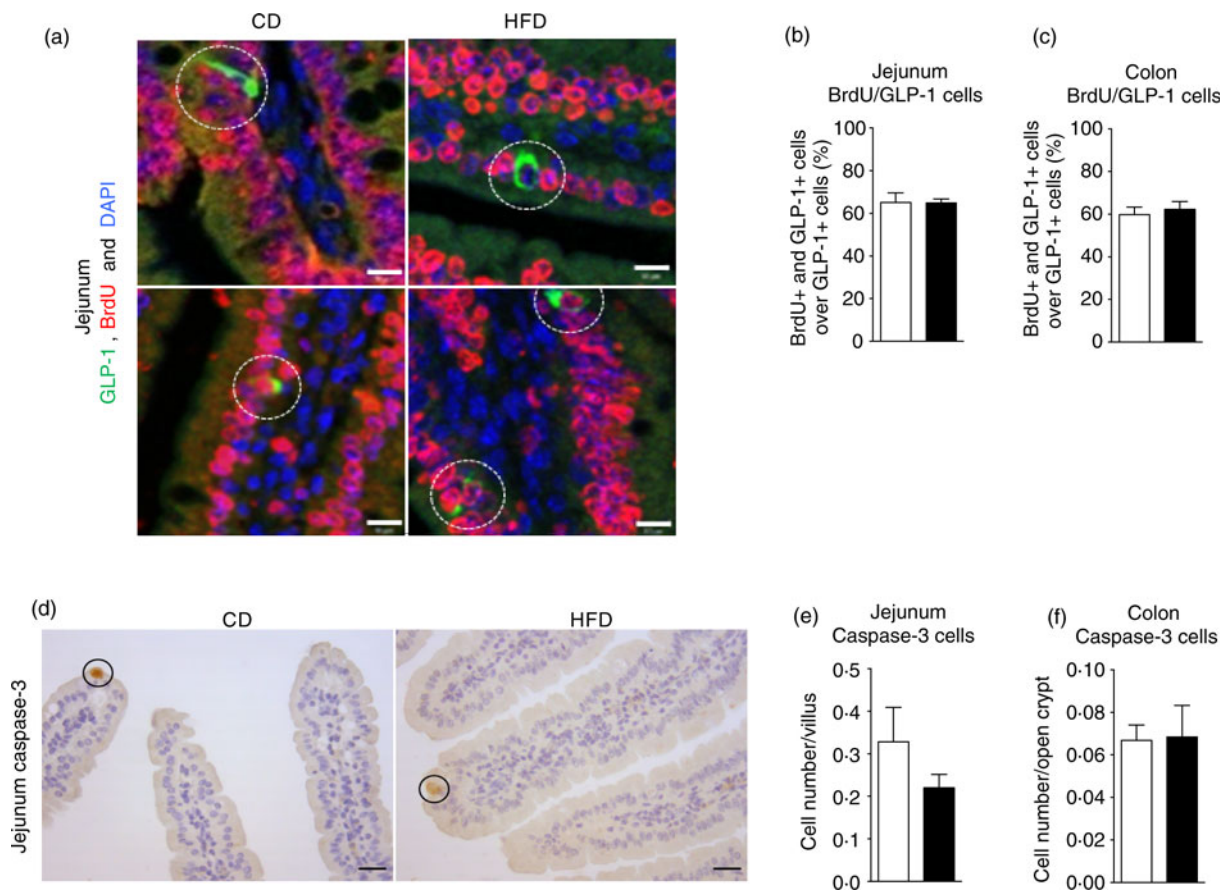 (a)
CD
HFD
Jejunum
GLP-1, BrdU and DAPI
(b)
Jejunum
BrdU/GLP-1 cells
BrdU+ and GLP-1+ cells
over GLP-1+ cells (%)
100
80
60
40
20
0
(c)
Colon
BrdU/GLP-1 cells
BrdU+ and GLP-1+ cells
over GLP-1+ cells (%)
100
80
60
40
20
0
(d)
CD
HFD
Jejunum caspase-3
(e)
Jejunum
Caspase-3 cells
Cell number/villus
0·5
0·4
0·3
0·2
0·1
0·0
(f)
Colon
Caspase-3 cells
Cell number/open crypt
0·10
0·08
0·06
0·04
0·02
0·00